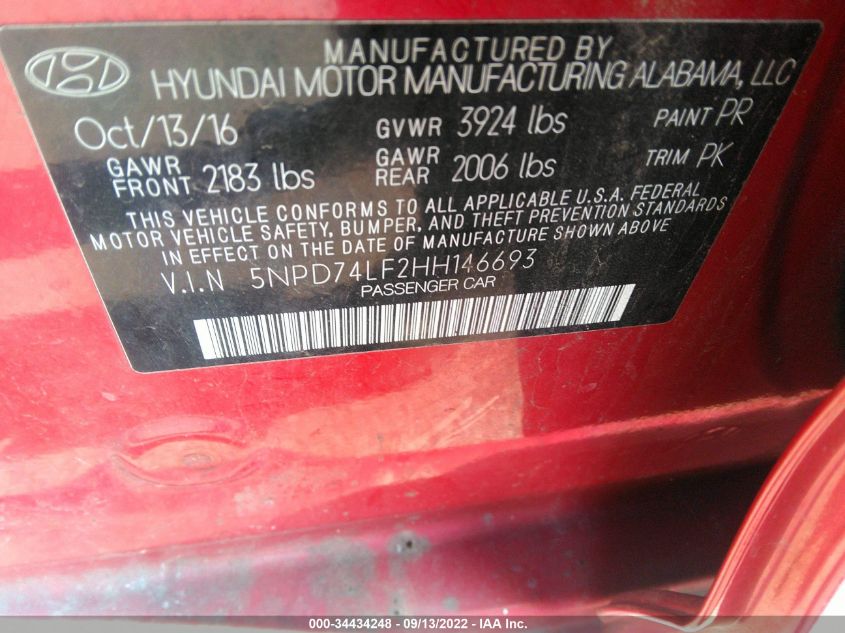 MANUFACTURED BY
HYUNDAI MOTOR MANUFACTURING ALABAMA, LLC
Oct/13/16 GVWR 3924 lbs PAINT PR
GAWR FRONT 2183 lbs GAWR REAR 2006 lbs TRIM PK
THIS VEHICLE CONFORMS TO ALL APPLICABLE U.S.A. FEDERAL
MOTOR VEHICLE SAFETY, BUMPER, AND THEFT PREVENTION STANDARDS
IN EFFECT ON THE DATE OF MANUFACTURE SHOWN ABOVE
V.I.N 5NPD74LF2HH146693
PASSENGER CAR
000-34434248 - 09/13/2022 - IAA Inc.